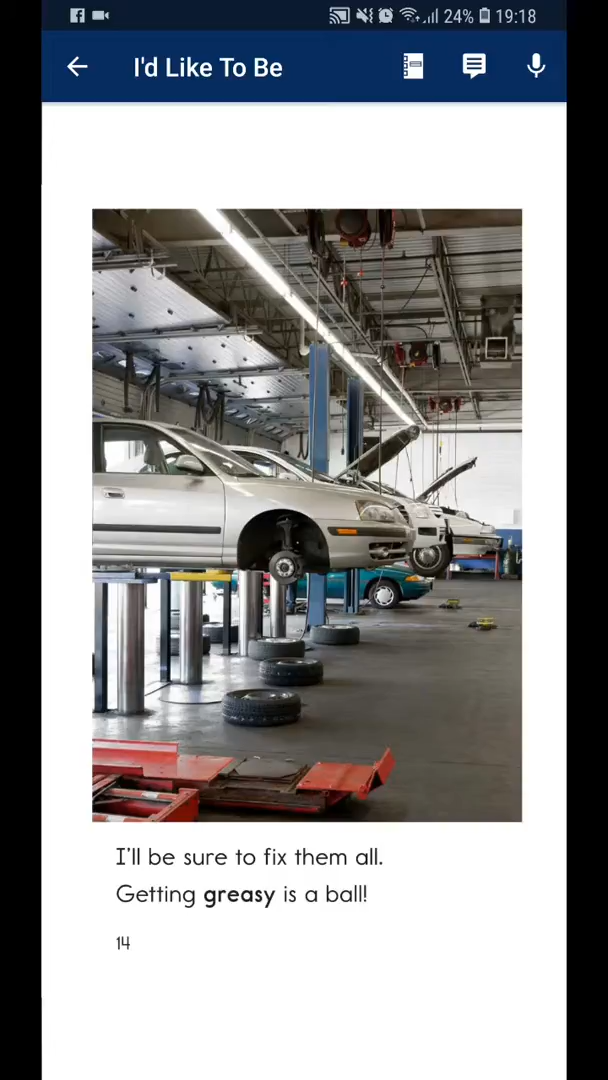 24% 19:18
I'd Like To Be
I'll be sure to fix them all.
Getting greasy is a ball!
14